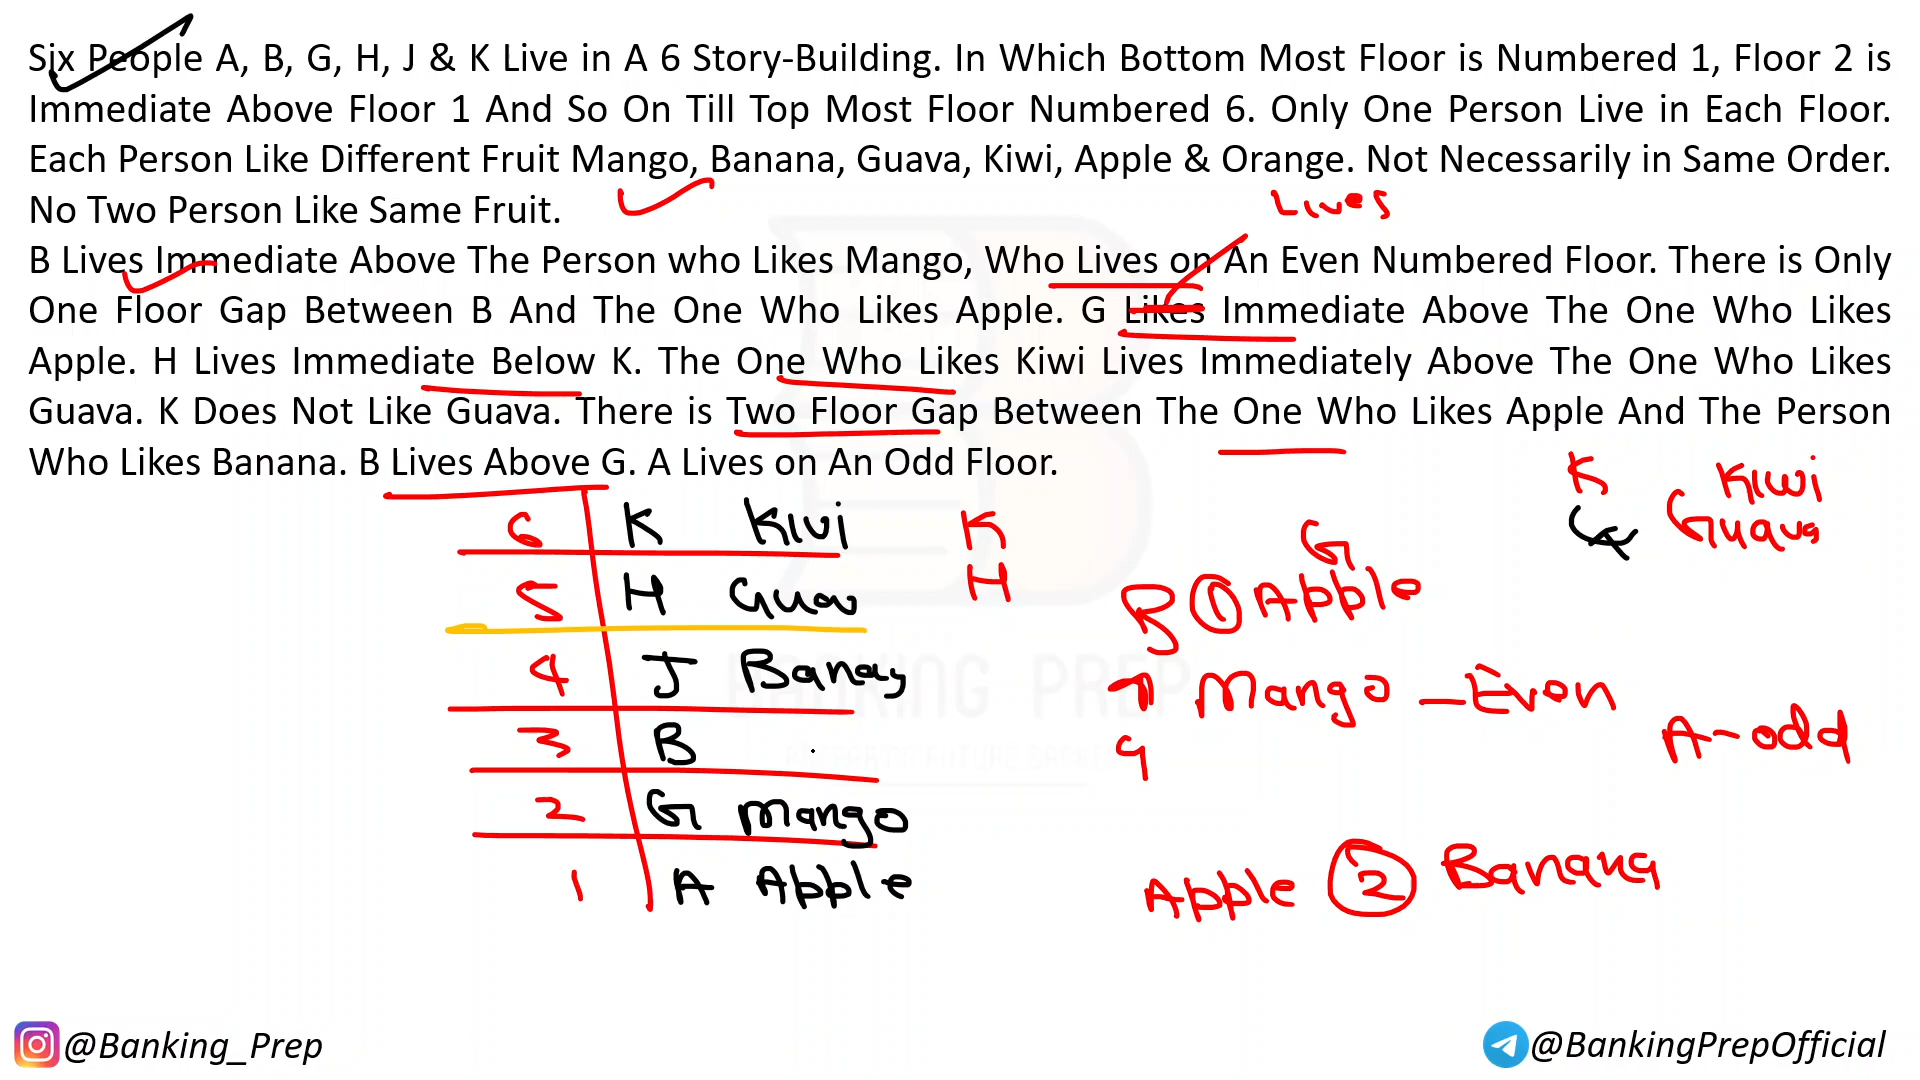 Six People A, B, G, H, J & K Live in A 6 Story-Building. In Which Bottom Most Floor is Numbered 1, Floor 2 is
Immediate Above Floor 1 And So On Till Top Most Floor Numbered 6. Only One Person Live in Each Floor.
Each Person Like Different Fruit Mango, Banana, Guava, Kiwi, Apple & Orange. Not Necessarily in Same Order.
No Two Person Like Same Fruit.
Lives
B Lives Immediate Above The Person who Likes Mango, Who Lives on An Even Numbered Floor. There is Only
One Floor Gap Between B And The One Who Likes Apple. G Likes Immediate Above The One Who Likes
Apple. H Lives Immediate Below K. The One Who Likes Kiwi Lives Immediately Above The One Who Likes
Guava. K Does Not Like Guava. There is Two Floor Gap Between The One Who Likes Apple And The Person
Who Likes Banana. B Lives Above G. A Lives on An Odd Floor.
K Kiwi
Guava
6 K Kiwi K
5 H Guav H
G
B 1 Apple
4 J Banan
Mango - Even
3 B
A-odd
2 G Mango
1 A Apple
Apple 2 Banana
BANKING PREP
@Banking_Prep
@BankingPrepOfficial